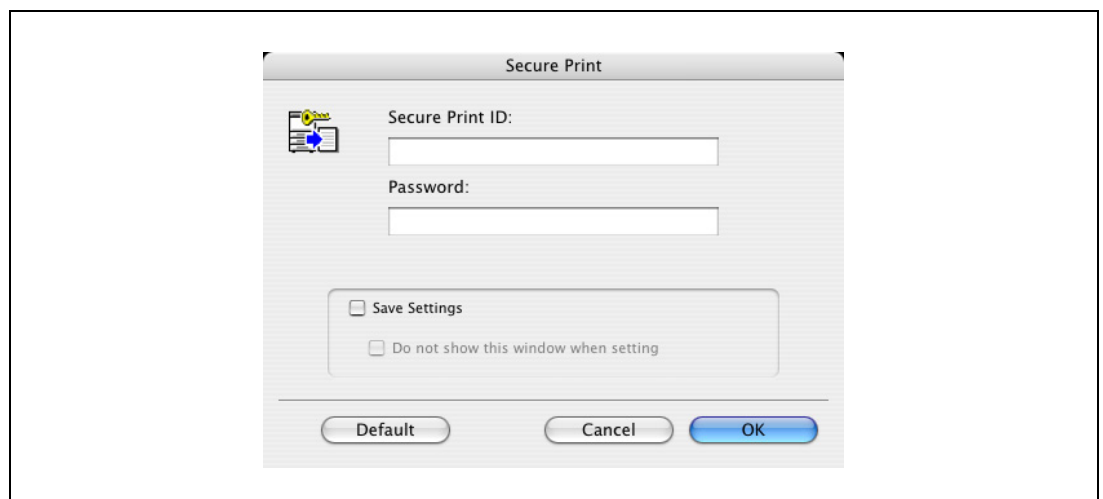 Secure Print
Secure Print ID:
Password:
Save Settings
Do not show this window when setting
Default Cancel OK